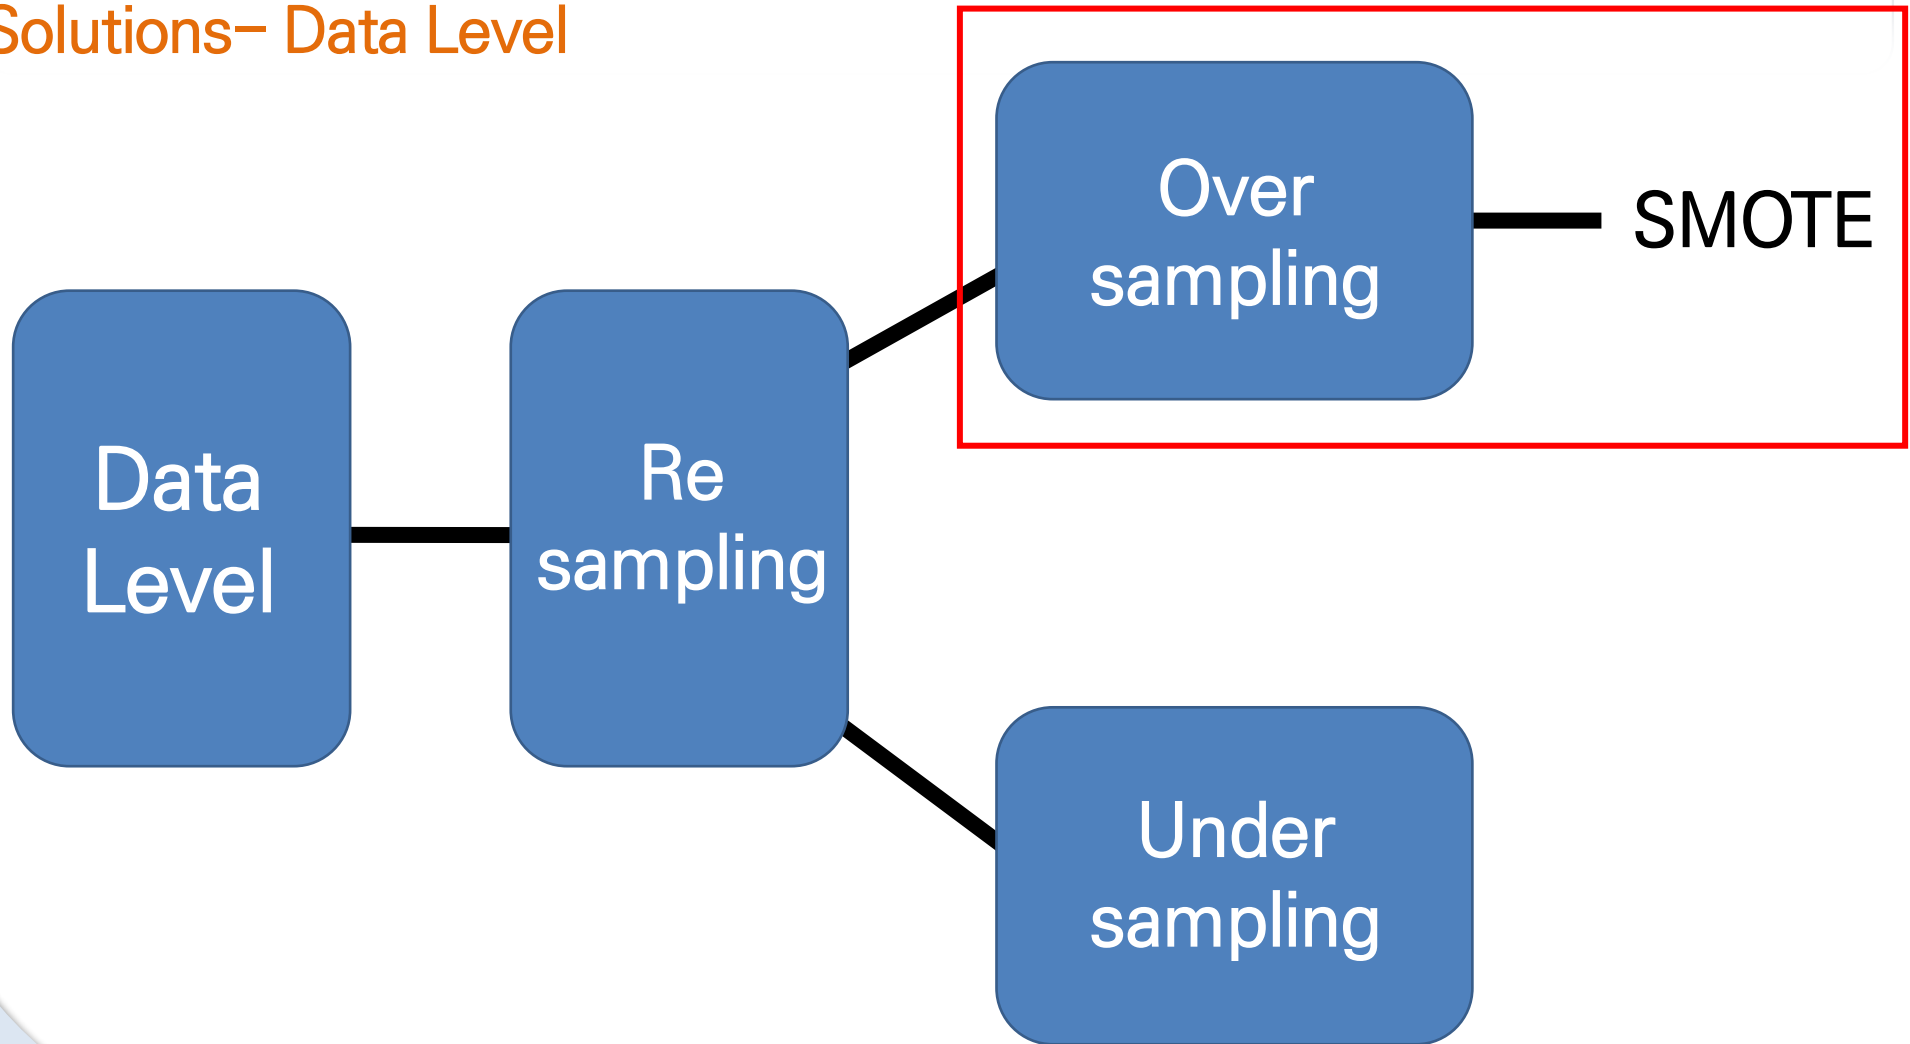 Solutions– Data Level
Over
sampling
SMOTE
Data
Level
Re
sampling
Under
sampling